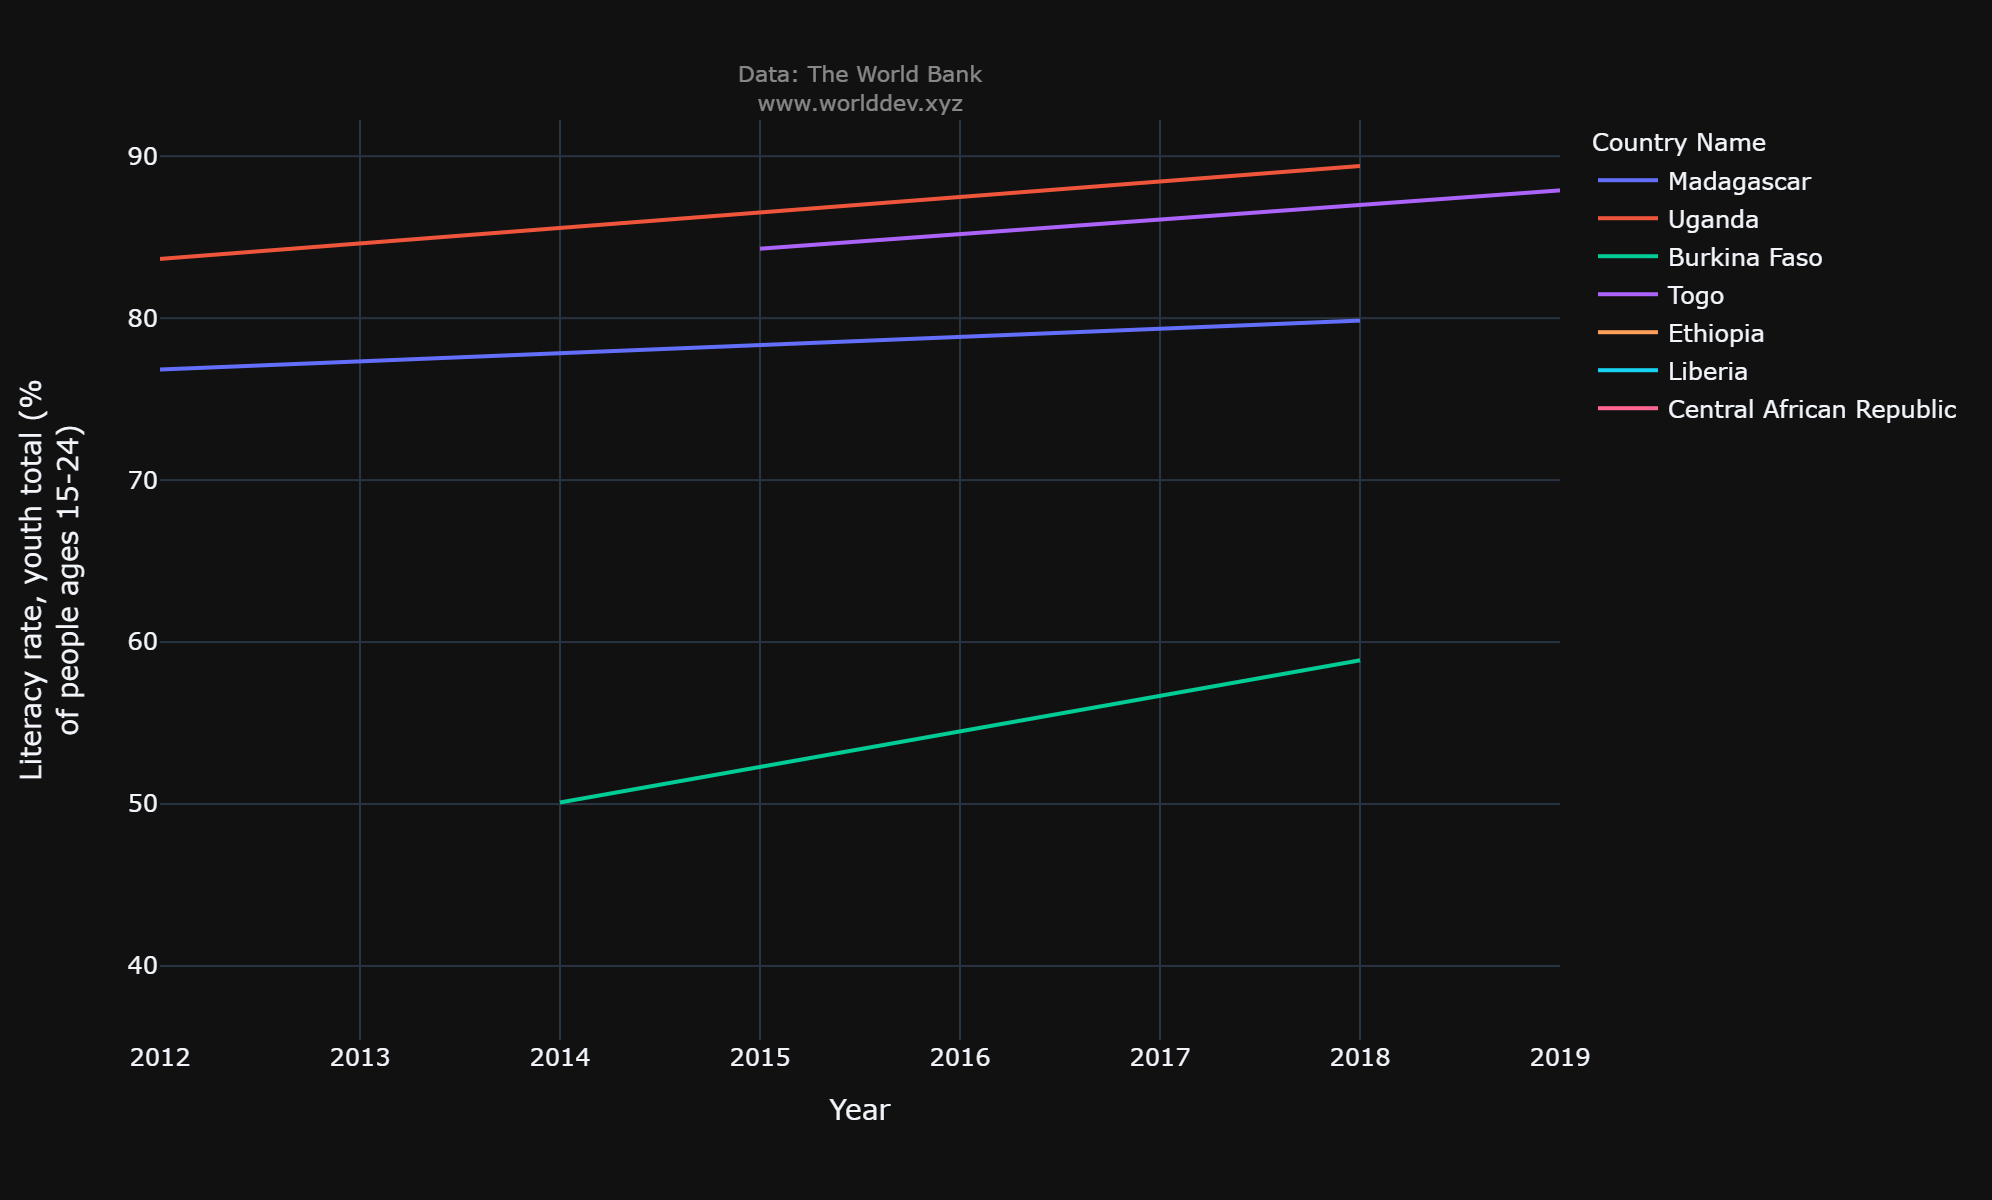 Data: The World Bank
www.worlddev.xyz
Literacy rate, youth total (%
of people ages 15-24)
90
80
70
60
50
40
2012
2013
2014
2015
2016
2017
2018
2019
Year
Country Name
Madagascar
Uganda
Burkina Faso
Togo
Ethiopia
Liberia
Central African Republic